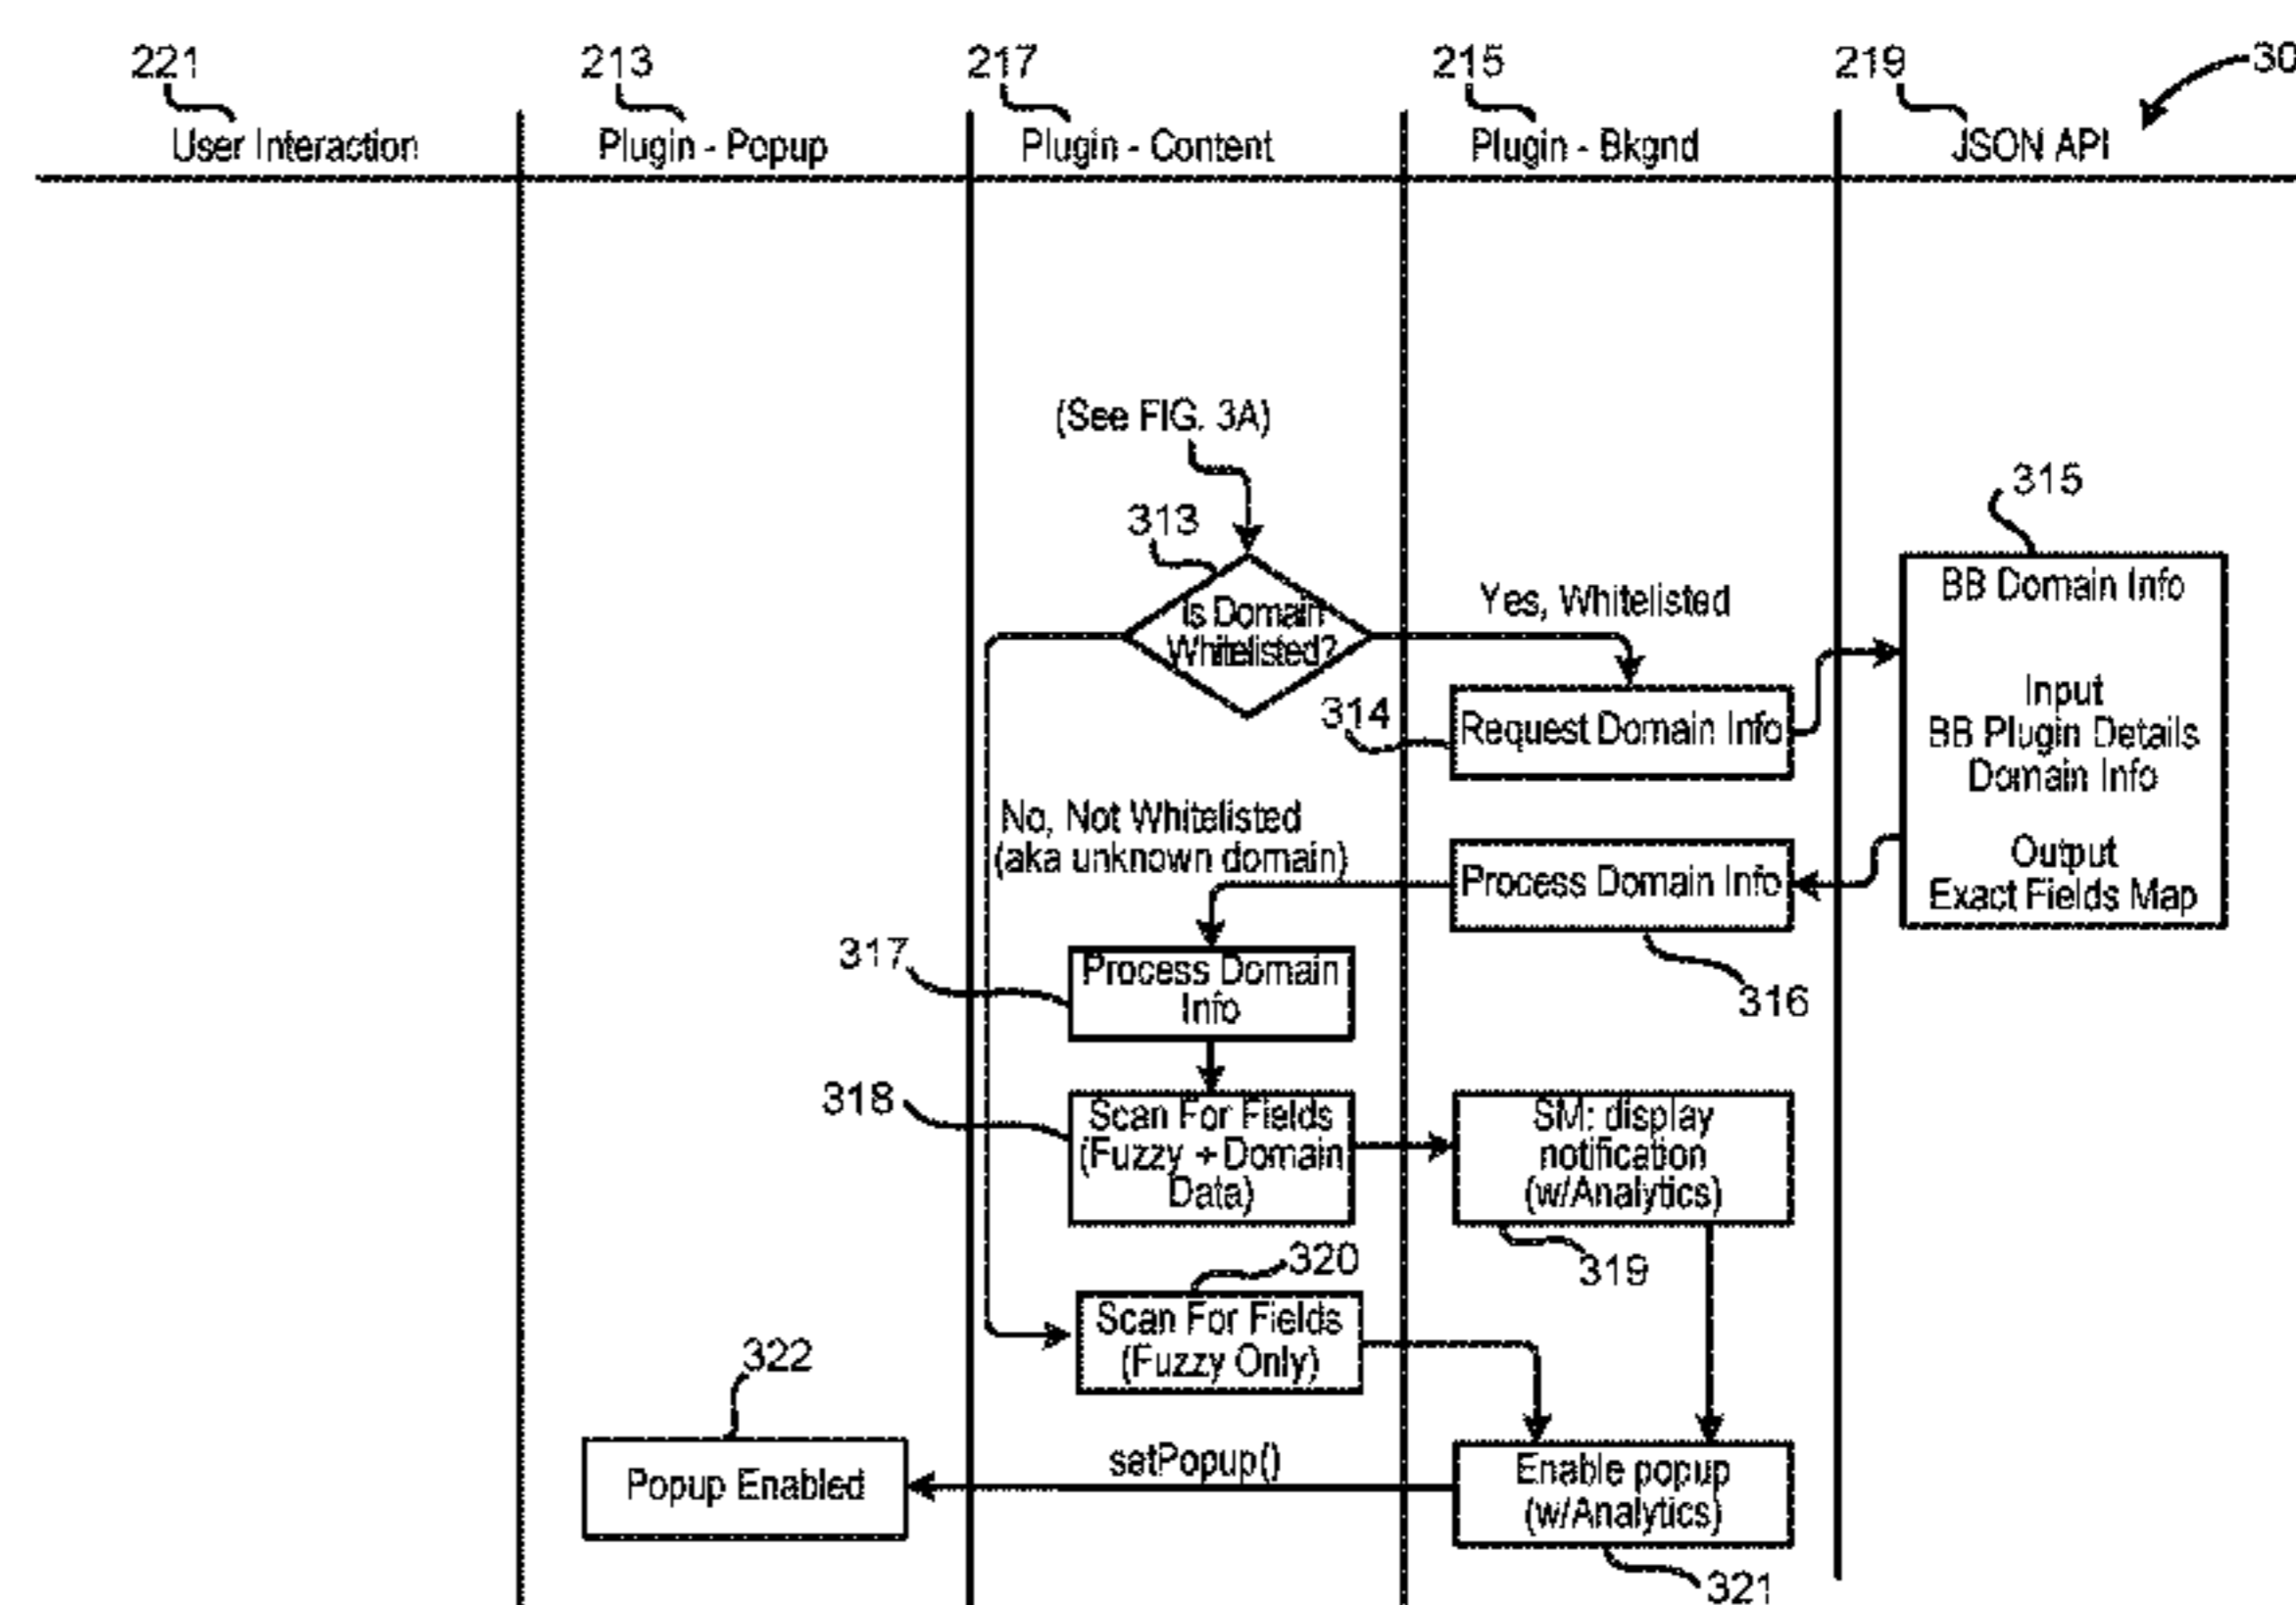 221
213
217
215
219
30
User Interaction
Plugin - Popup
Plugin - Content
Plugin - Bkgnd
JSON API
(See FIG. 3A)
313
Is Domain
Whitelisted?
Yes, Whitelisted
315
BB Domain Info
Input
BB Plugin Details
Domain Info
Output
Exact Fields Map
314
Request Domain Info
No, Not Whitelisted
(aka unknown domain)
Process Domain Info
316
317
Process Domain
Info
318
Scan For Fields
(Fuzzy + Domain
Data)
SM: display
notification
(w/Analytics)
319
320
Scan For Fields
(Fuzzy Only)
322
Popup Enabled
setPopup()
Enable popup
(w/Analytics)
321